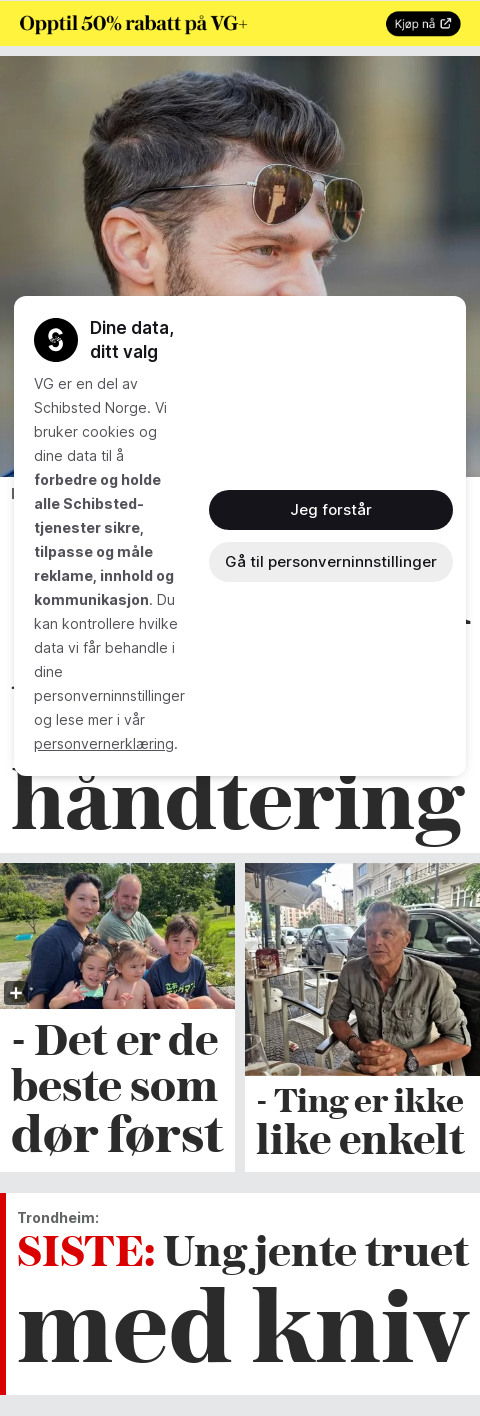 Opptil 50% rabatt på VG+
Kjøp nå
Dine data,
ditt valg
VG er en del av
Schibsted Norge. Vi
bruker cookies og
dine data til å
forbedre og holde
alle Schibsted-
tjenester sikre,
tilpasse og måle
reklame, innhold og
kommunikasjon. Du
kan kontrollere hvilke
data vi får behandle i
dine
personverninnstillinger
og lese mer i vår
personvernerklæring.
Jeg forstår
Gå til personverninnstillinger
håndtering
- Det er de
beste som
dør først
- Ting er ikke
like enkelt
Trondheim:
SISTE: Ung jente truet
med kniv